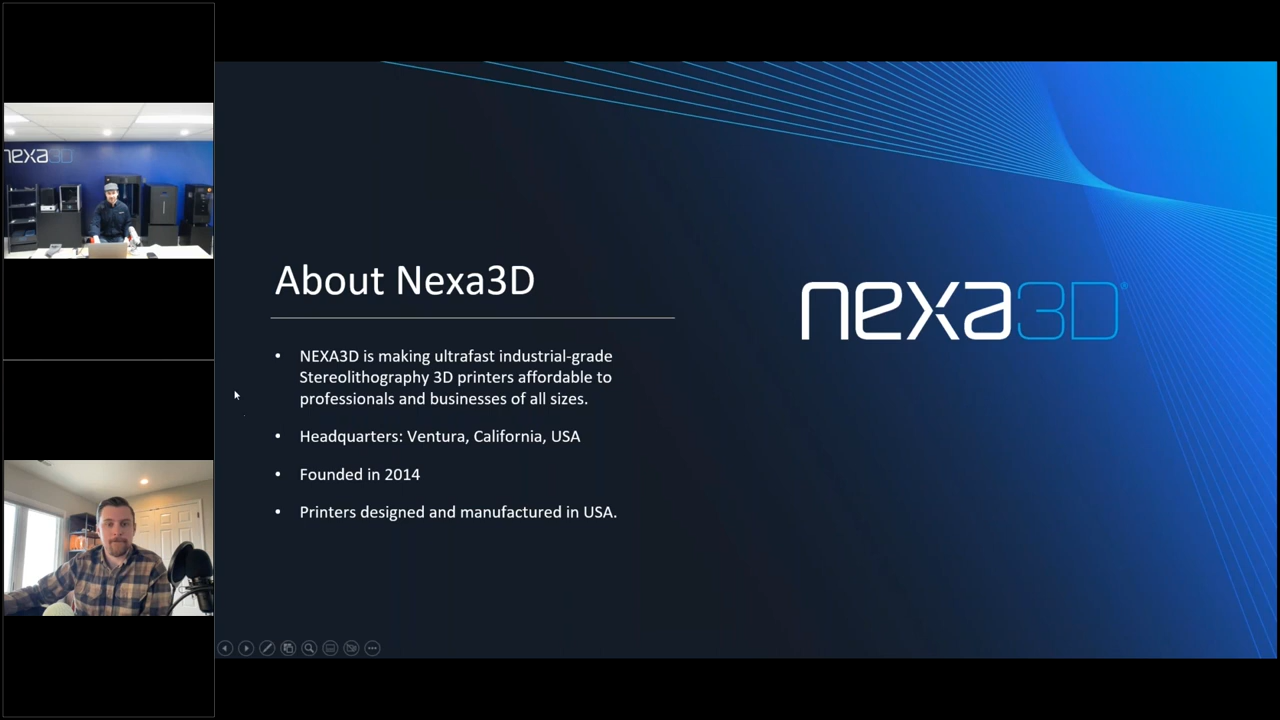 nexa3D
About Nexa3D
nexa3D®
• NEXA3D is making ultrafast industrial-grade
Stereolithography 3D printers affordable to
professionals and businesses of all sizes.
• Headquarters: Ventura, California, USA
• Founded in 2014
• Printers designed and manufactured in USA.